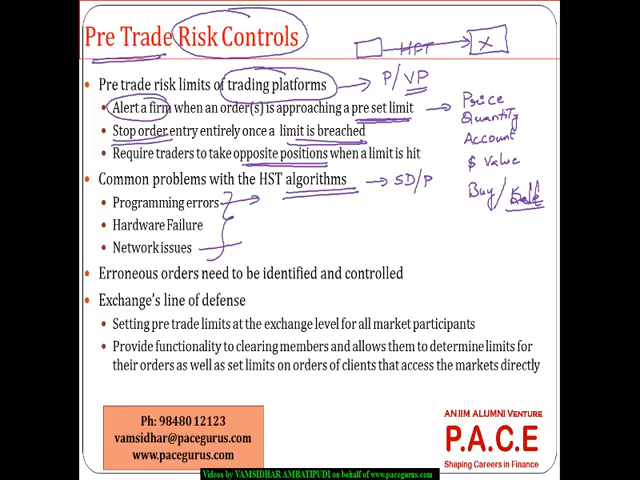 Pre Trade Risk Controls
HFT
X
Pre trade risk limits of trading platforms
P/VP
Alert a firm when an order(s) is approaching a pre set limit
Price
Quantity
Stop order entry entirely once a limit is breached
Account
Require traders to take opposite positions when a limit is hit
$ Value
Common problems with the HST algorithms
SD/P
Buy/
Programming errors
Hardware Failure
Network issues
Erroneous orders need to be identified and controlled
Exchange's line of defense
Setting pre trade limits at the exchange level for all market participants
Provide functionality to clearing members and allows them to determine limits for
their orders as well as set limits on orders of clients that access the markets directly
Ph: 98480 12123
vamsidhar@pacegurus.com
www.pacegurus.com
AN IIM ALUMNI VENTURE
P.A.C.E
Shaping Careers in Finance
Videos by VAMSIDHAR AMBATIPUDI on behalf of www.pacegurus.com